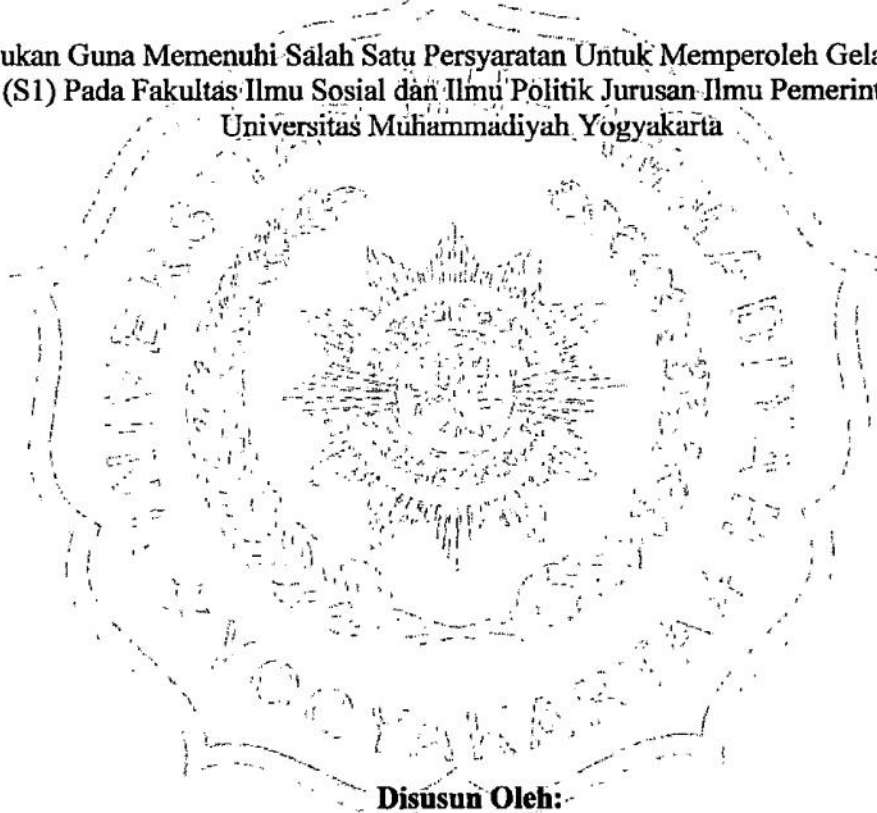 ukan Guna Memenuhi Salah Satu Persyaratan Untuk Memperoleh Gela
(S1) Pada Fakultas Ilmu Sosial dan Ilmu Politik Jurusan Ilmu Pemerint
Universitas Muhammadiyah Yogyakarta
YOGYAKARTA
Disusun Oleh: